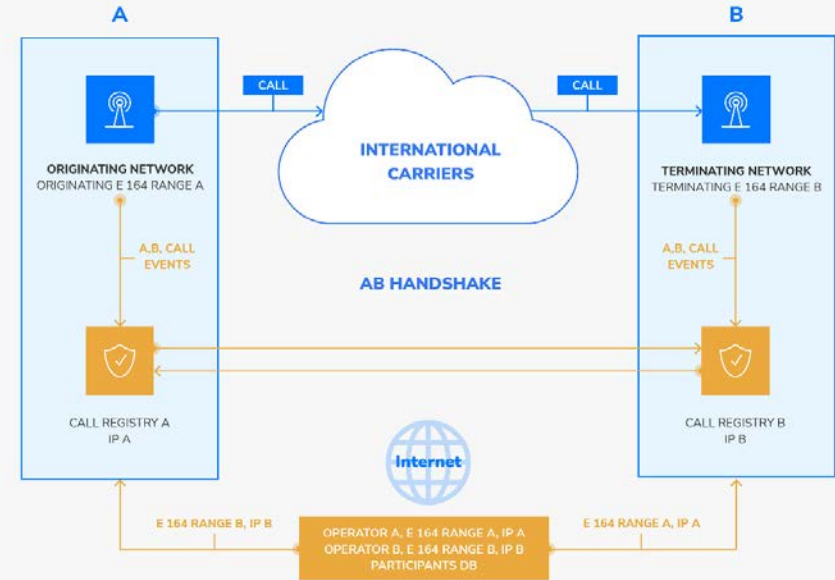 A
B
CALL
CALL
INTERNATIONAL
CARRIERS
ORIGINATING NETWORK
ORIGINATING E 164 RANGE A
TERMINATING NETWORK
TERMINATING E 164 RANGE B
A,B, CALL
EVENTS
A,B, CALL
EVENTS
AB HANDSHAKE
CALL REGISTRY A
IP A
CALL REGISTRY B
IP B
Internet
E 164 RANGE B, IP B
OPERATOR A, E 164 RANGE A, IP A
OPERATOR B, E 164 RANGE B, IP B
PARTICIPANTS DB
E 164 RANGE A, IP A